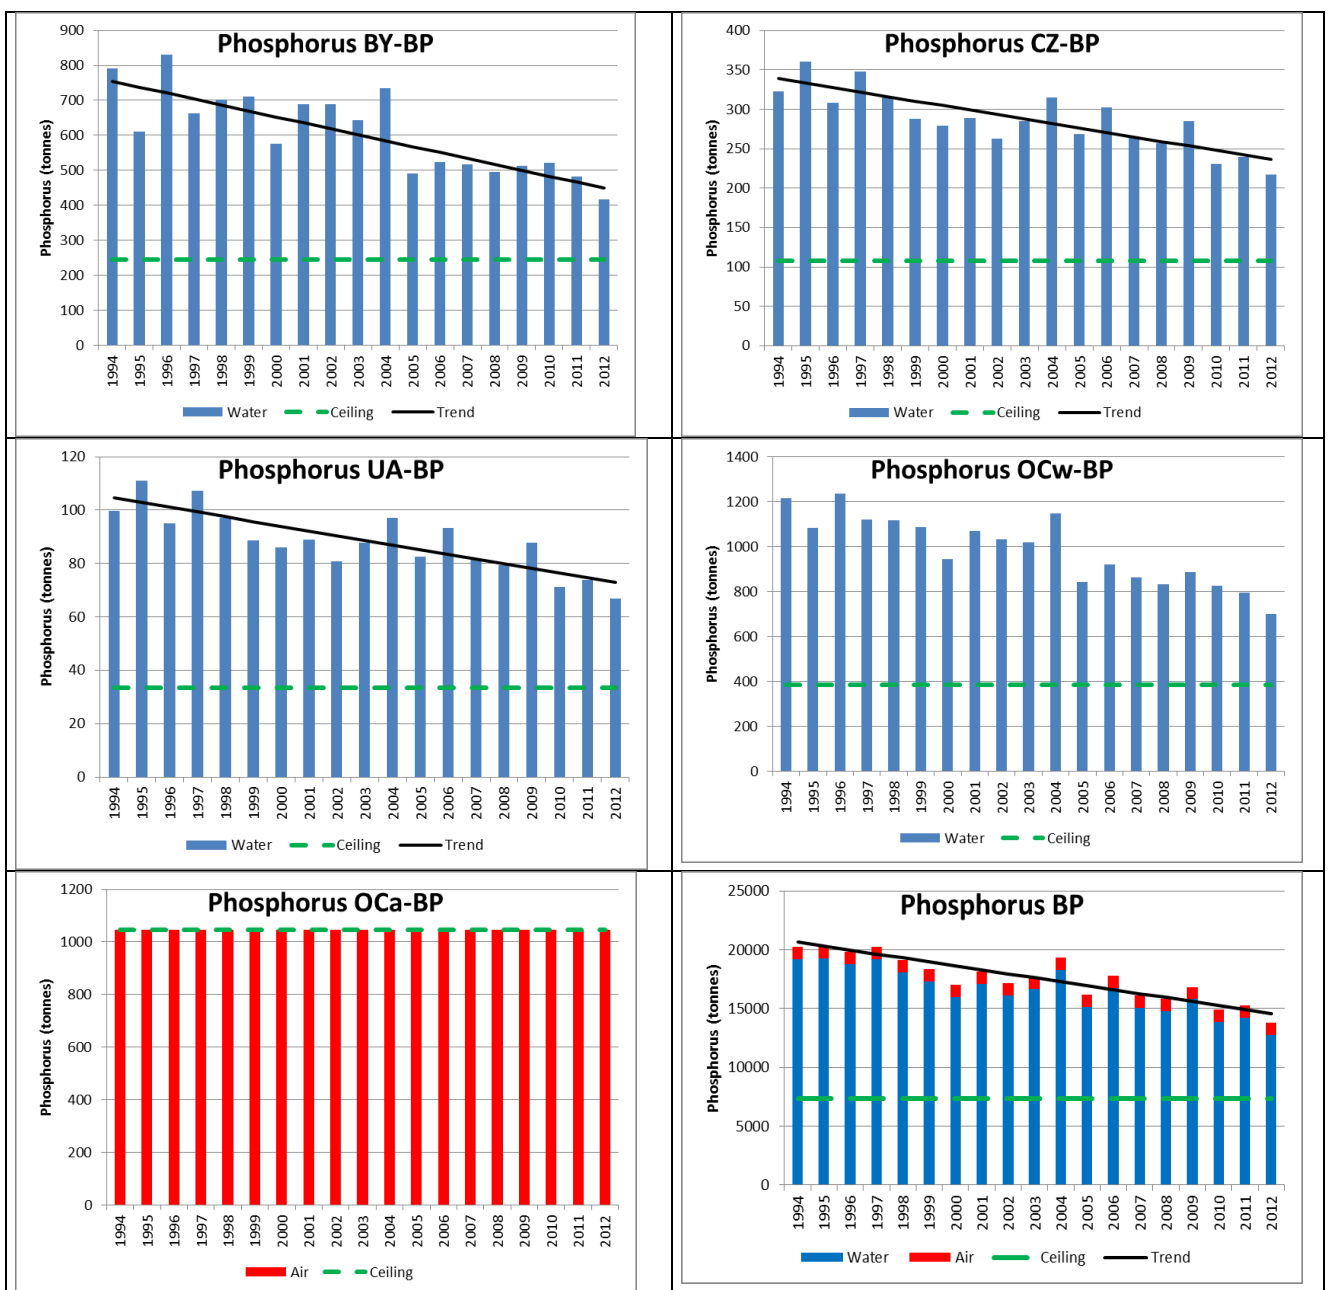 Phosphorus BY-BP
Phosphorus (tonnes)
900
800
700
600
500
400
300
200
100
0
1994 1995 1996 1997 1998 1999 2000 2001 2002 2003 2004 2005 2006 2007 2008 2009 2010 2011 2012
Water Ceiling Trend
Phosphorus CZ-BP
Phosphorus (tonnes)
400
350
300
250
200
150
100
50
0
1994 1995 1996 1997 1998 1999 2000 2001 2002 2003 2004 2005 2006 2007 2008 2009 2010 2011 2012
Water Ceiling Trend
Phosphorus UA-BP
Phosphorus (tonnes)
120
100
80
60
40
20
0
1994 1995 1996 1997 1998 1999 2000 2001 2002 2003 2004 2005 2006 2007 2008 2009 2010 2011 2012
Water Ceiling Trend
Phosphorus OCw-BP
Phosphorus (tonnes)
1400
1200
1000
800
600
400
200
0
1994 1995 1996 1997 1998 1999 2000 2001 2002 2003 2004 2005 2006 2007 2008 2009 2010 2011 2012
Water Ceiling
Phosphorus OCa-BP
Phosphorus (tonnes)
1200
1000
800
600
400
200
0
1994 1995 1996 1997 1998 1999 2000 2001 2002 2003 2004 2005 2006 2007 2008 2009 2010 2011 2012
Air Ceiling
Phosphorus BP
Phosphorus (tonnes)
25000
20000
15000
10000
5000
0
1994 1995 1996 1997 1998 1999 2000 2001 2002 2003 2004 2005 2006 2007 2008 2009 2010 2011 2012
Water Air Ceiling Trend